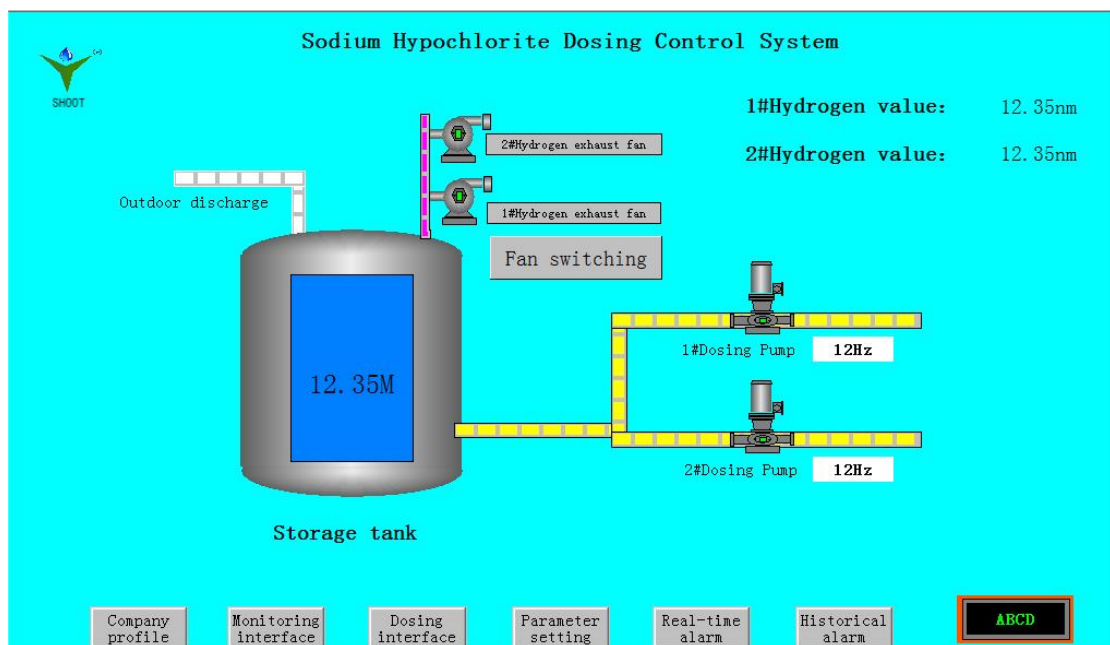 Sodium Hypochlorite Dosing Control System
SHOOT
1#Hydrogen value: 12.35nm
2#Hydrogen exhaust fan
2#Hydrogen value: 12.35nm
Outdoor discharge
1#Hydrogen exhaust fan
Fan switching
1#Dosing Pump 12Hz
12.35M
2#Dosing Pump 12Hz
Storage tank
Company
profile
Monitoring
interface
Dosing
interface
Parameter
setting
Real-time
alarm
Historical
alarm
ABCD